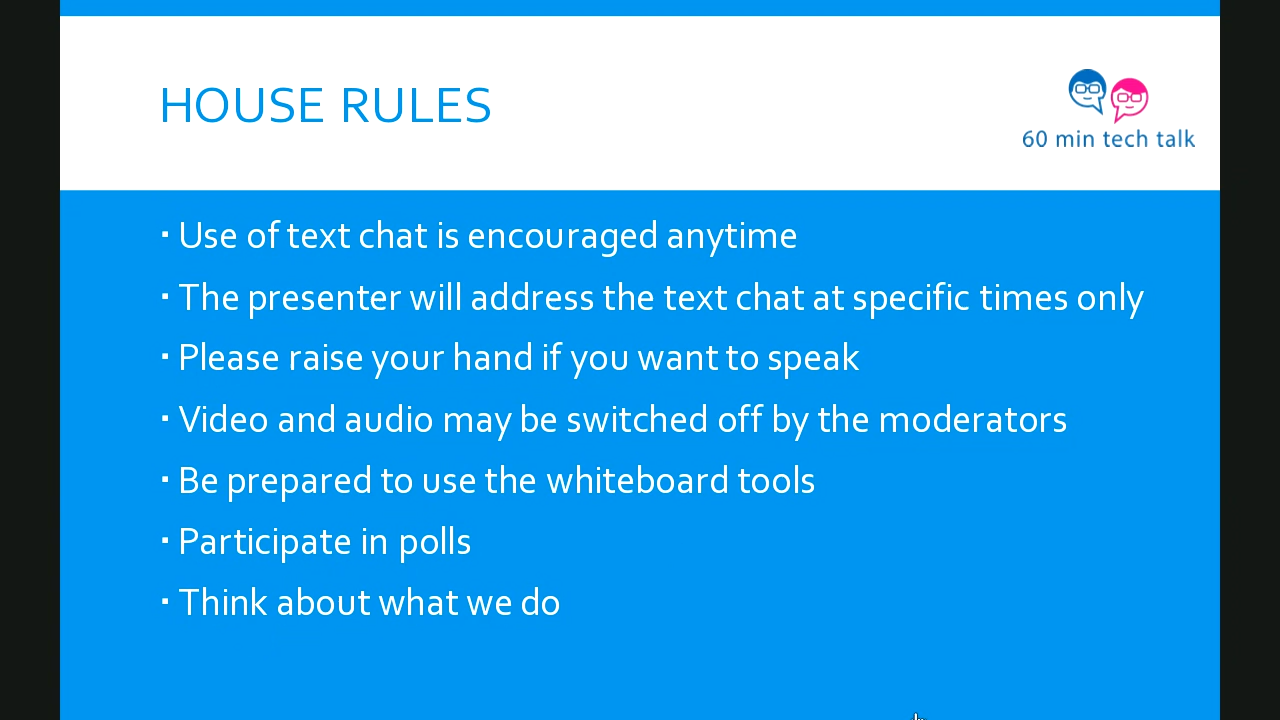 HOUSE RULES
60 min tech talk
▪ Use of text chat is encouraged anytime
▪ The presenter will address the text chat at specific times only
▪ Please raise your hand if you want to speak
▪ Video and audio may be switched off by the moderators
▪ Be prepared to use the whiteboard tools
▪ Participate in polls
▪ Think about what we do